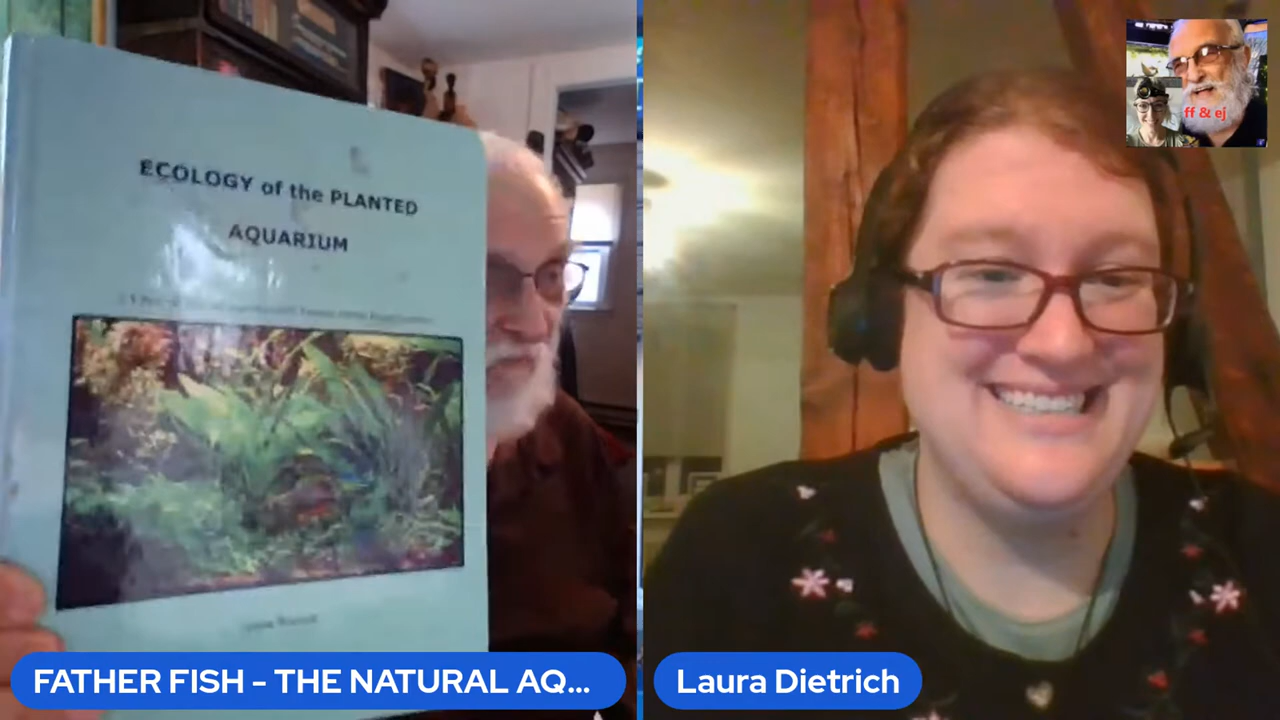 ECOLOGY of the PLANTED
AQUARIUM
ff & ej
FATHER FISH - THE NATURAL AQ...
Laura Dietrich